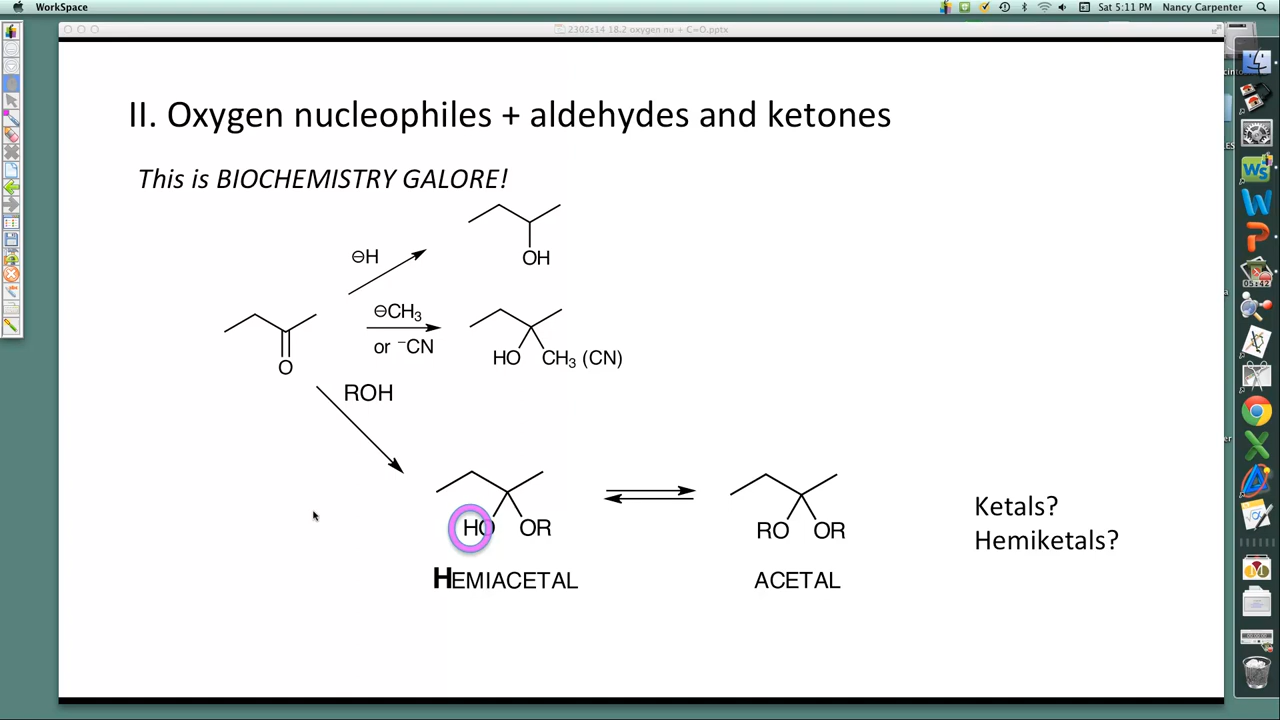 WorkSpace
Sat 5:11 PM Nancy Carpenter
2302s14 18.2 oxygen nu + C=O.pptx
II. Oxygen nucleophiles + aldehydes and ketones
This is BIOCHEMISTRY GALORE!
⊖H
OH
⊖CH₃
or ⁻CN
HO CH₃ (CN)
O
ROH
HO OR
RO OR
HEMIACETAL
ACETAL
Ketals?
Hemiketals?
05:42